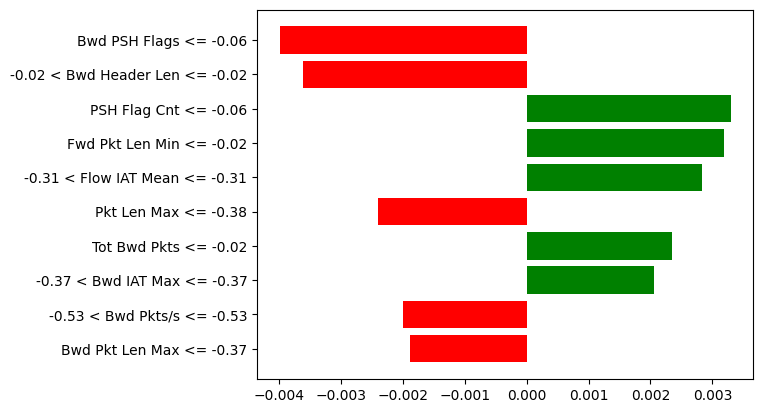 Bwd PSH Flags <= -0.06
-0.02 < Bwd Header Len <= -0.02
PSH Flag Cnt <= -0.06
Fwd Pkt Len Min <= -0.02
-0.31 < Flow IAT Mean <= -0.31
Pkt Len Max <= -0.38
Tot Bwd Pkts <= -0.02
-0.37 < Bwd IAT Max <= -0.37
-0.53 < Bwd Pkts/s <= -0.53
Bwd Pkt Len Max <= -0.37
−0.004 −0.003 −0.002 −0.001 0.000 0.001 0.002 0.003